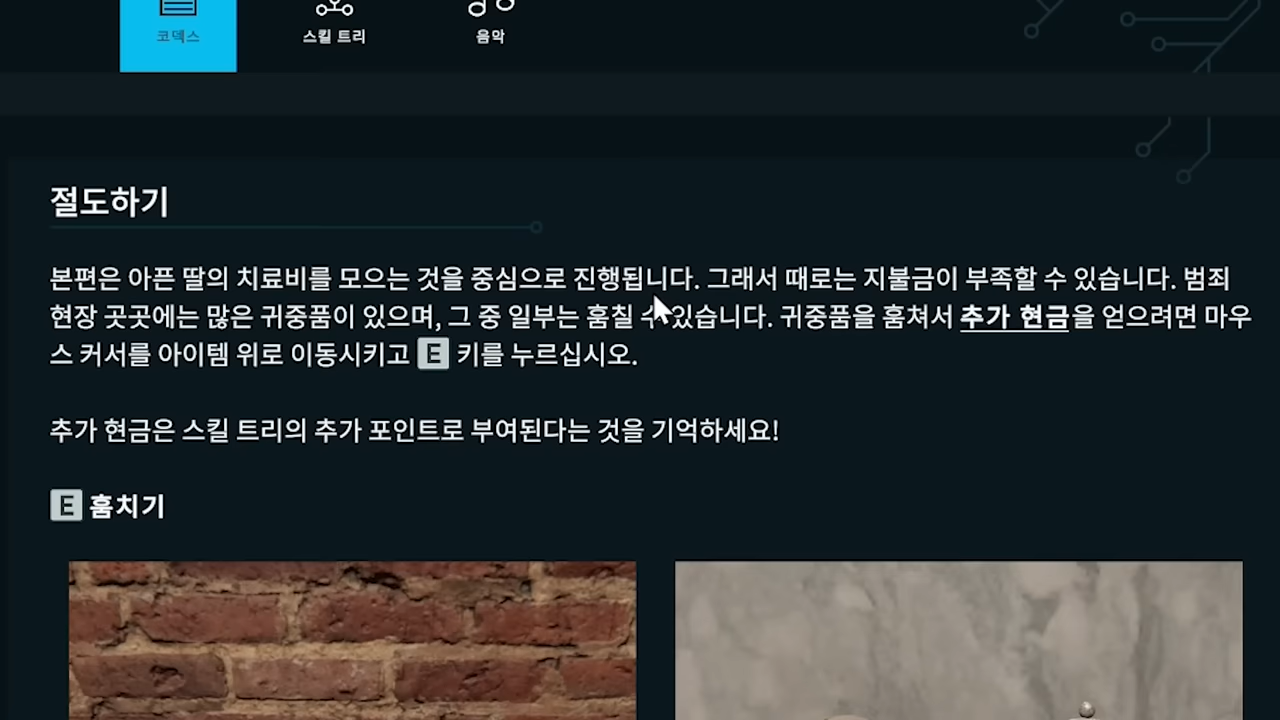 코덱스
스킬 트리
음악
절도하기
본편은 아픈 딸의 치료비를 모으는 것을 중심으로 진행됩니다. 그래서 때로는 지불금이 부족할 수 있습니다. 범죄
현장 곳곳에는 많은 귀중품이 있으며, 그 중 일부는 훔칠 수 있습니다. 귀중품을 훔쳐서 추가 현금을 얻으려면 마우
스 커서를 아이템 위로 이동시키고 E 키를 누르십시오.
추가 현금은 스킬 트리의 추가 포인트로 부여된다는 것을 기억하세요!
E 훔치기